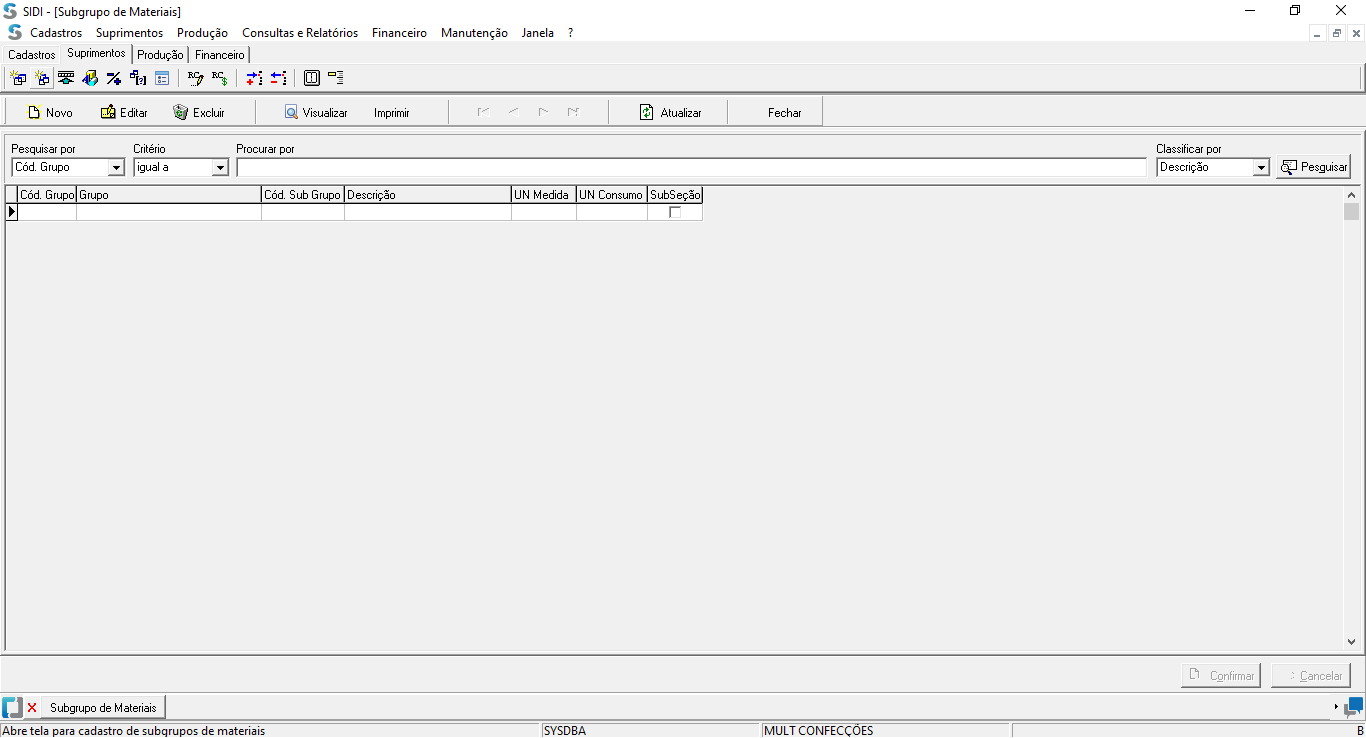 SIDI - [Subgrupo de Materiais]
Cadastros Suprimentos Produção Consultas e Relatórios Financeiro Manutenção Janela ?
Cadastros Suprimentos Produção Financeiro
Novo Editar Excluir Visualizar Imprimir Atualizar Fechar
Pesquisar por Critério Procurar por Classificar por
Cód. Grupo igual a Descrição Pesquisar
Cód. Grupo Grupo Cód. Sub Grupo Descrição UN Medida UN Consumo SubSeção
Confirmar Cancelar
Subgrupo de Materiais
Abre tela para cadastro de subgrupos de materiais SYSDBA MULT CONFECÇÕES B